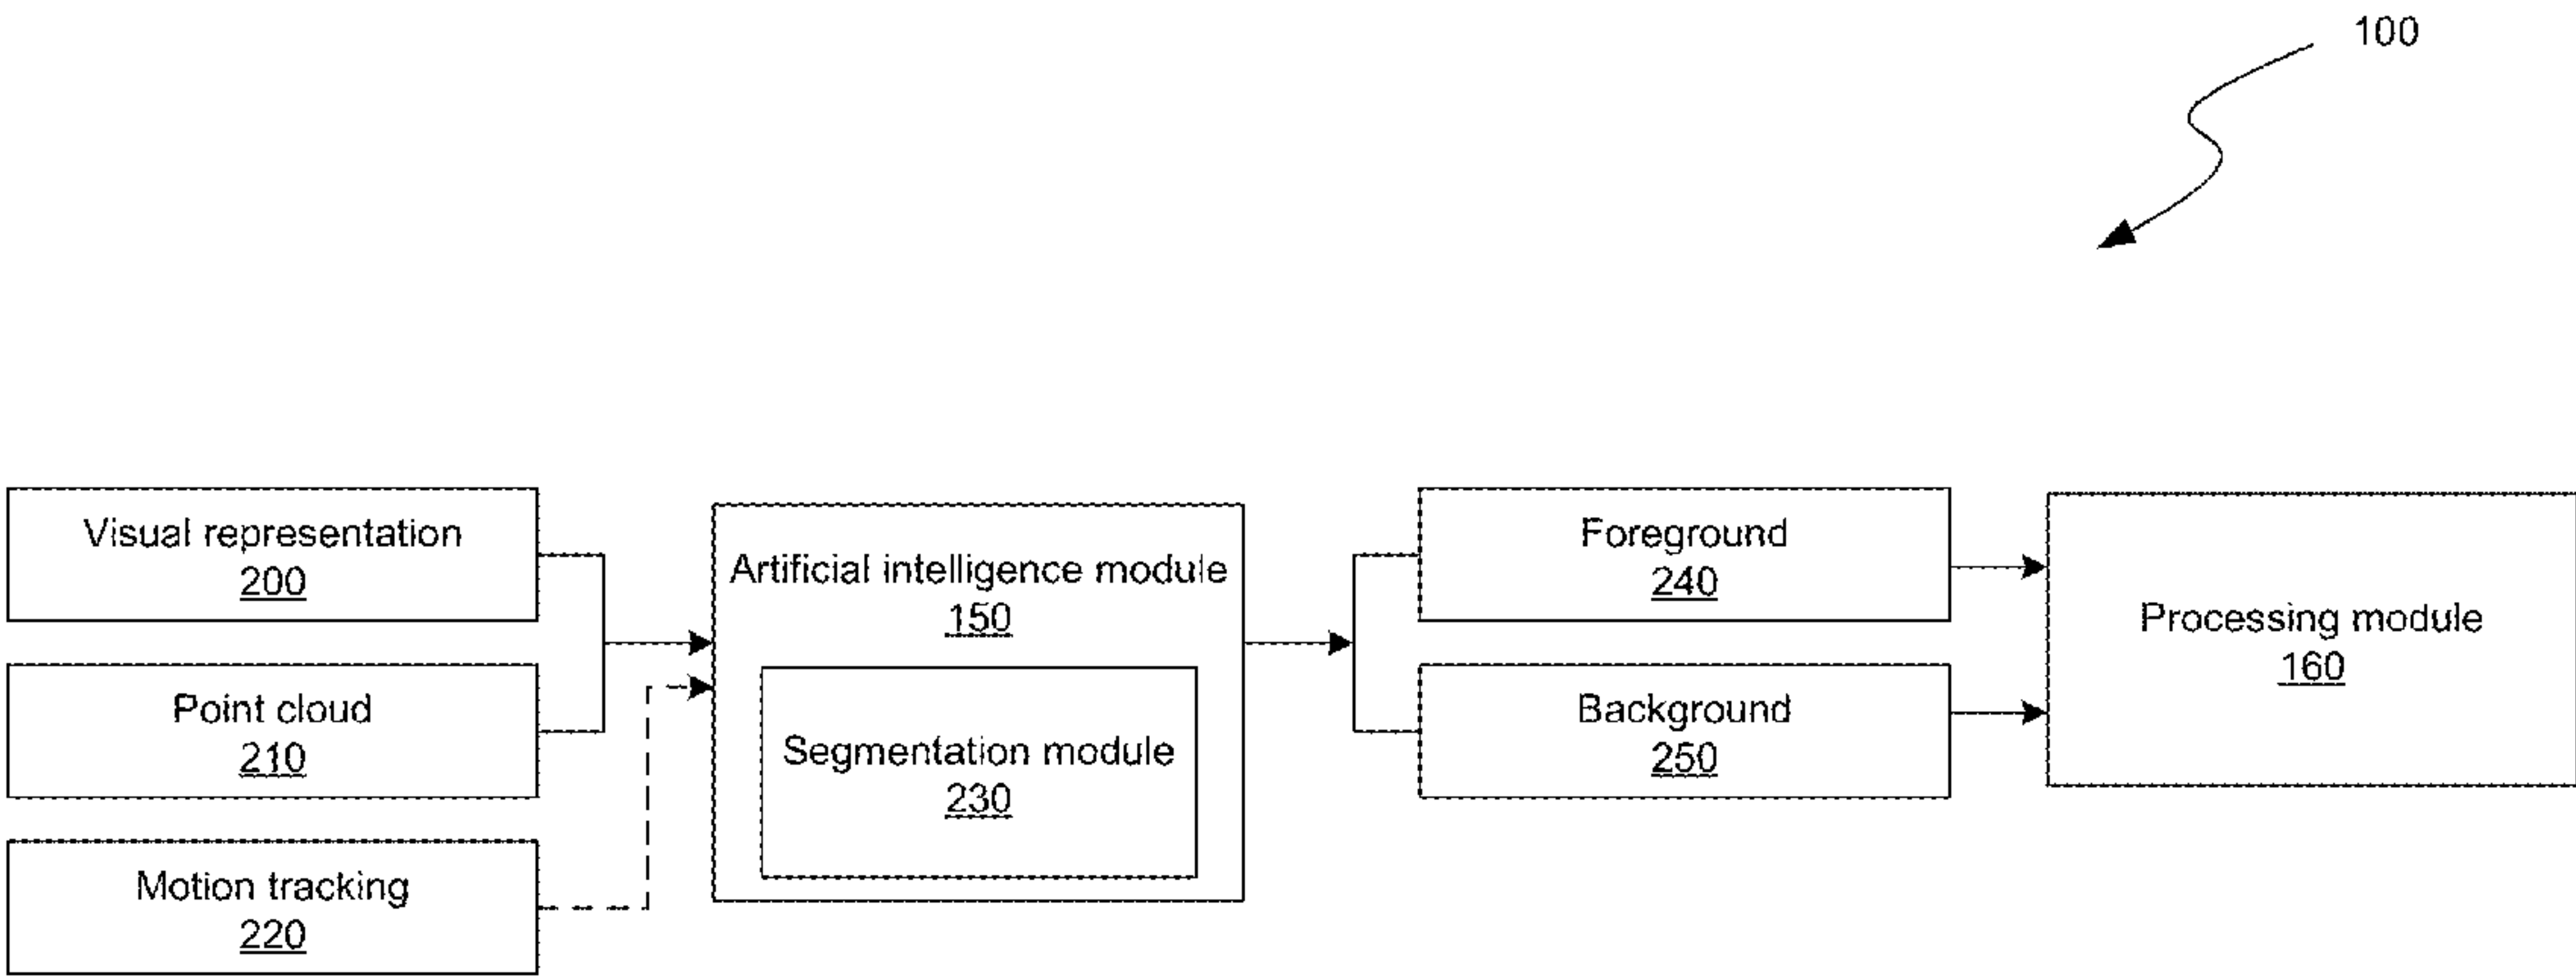 100
Visual representation
200
Point cloud
210
Motion tracking
220
Artificial intelligence module
150
Segmentation module
230
Foreground
240
Background
250
Processing module
160